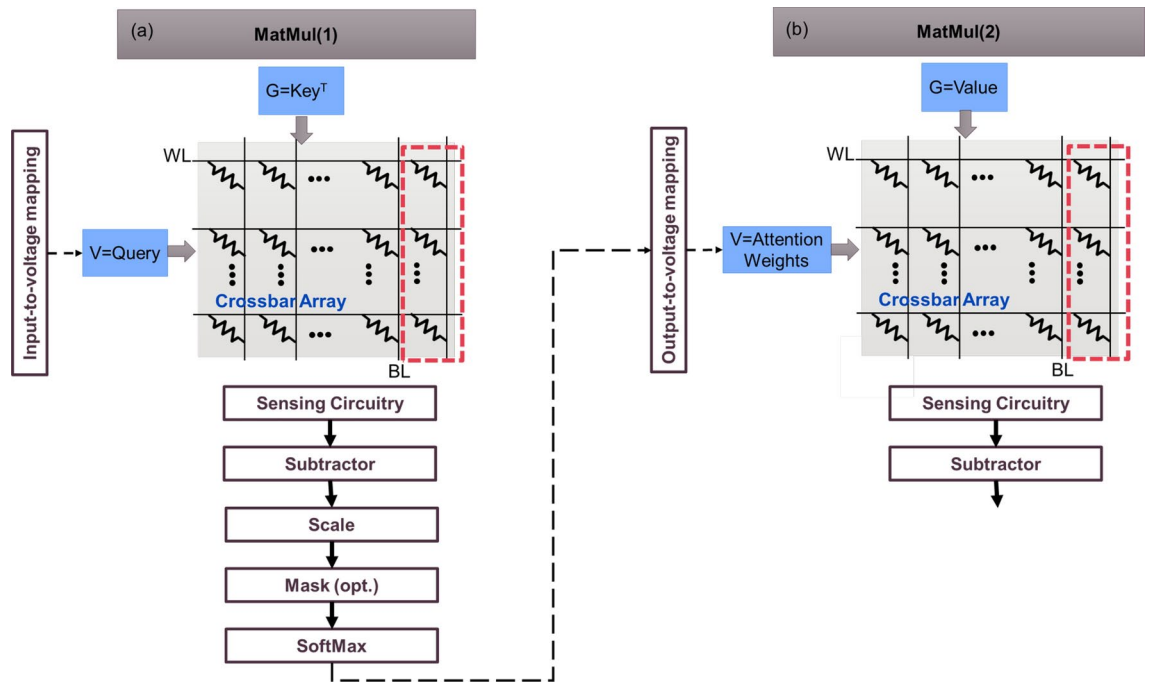 (a)
MatMul(1)
G=Keyᵀ
Input-to-voltage mapping
WL
V=Query
Crossbar Array
BL
Sensing Circuitry
Subtractor
Scale
Mask (opt.)
SoftMax
(b)
MatMul(2)
G=Value
Output-to-voltage mapping
WL
V=Attention
Weights
Crossbar Array
BL
Sensing Circuitry
Subtractor